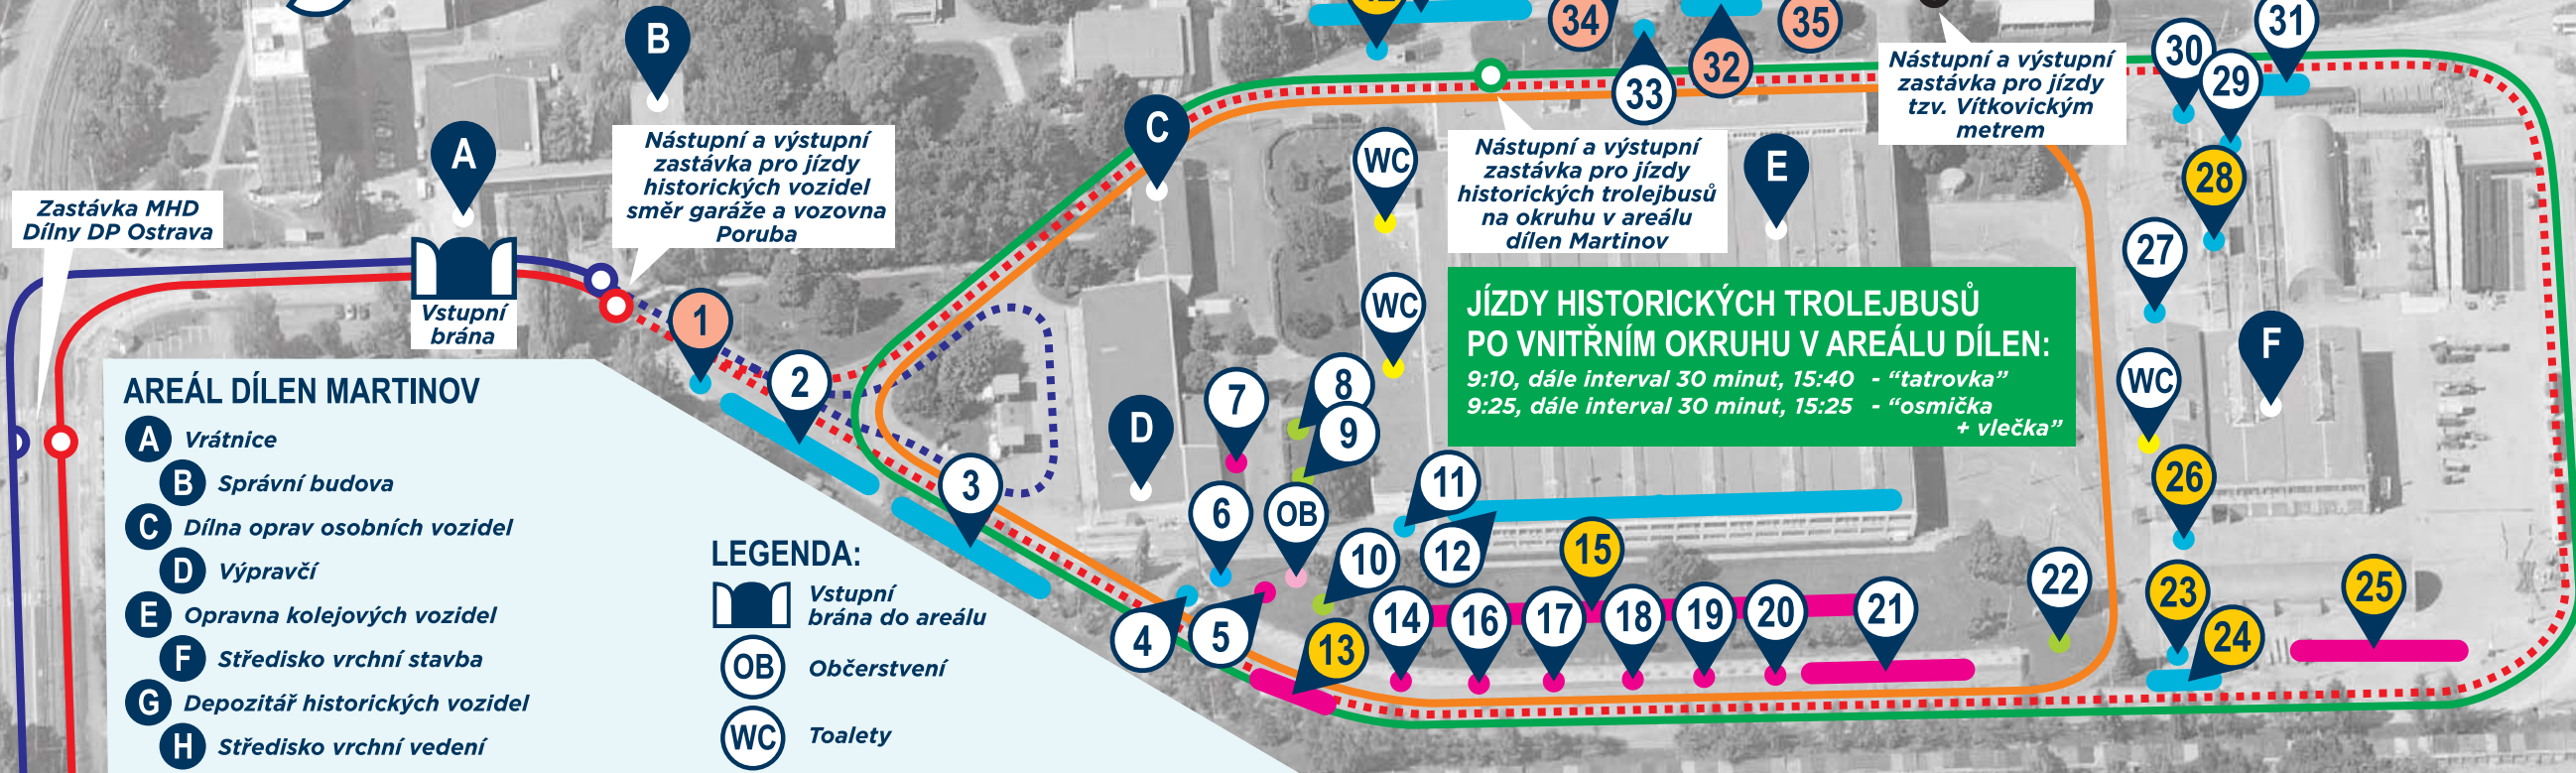 B
34
32
35
33
31
30
29
28
27
Nástupní a výstupní
zastávka pro jízdy
tzv. Vítkovickým
metrem
A
Nástupní a výstupní
zastávka pro jízdy
historických vozidel
směr garáže a vozovna
Poruba
C
WC
Nástupní a výstupní
zastávka pro jízdy
historických trolejbusů
na okruhu v areálu
dílen Martinov
E
Zastávka MHD
Dílny DP Ostrava
Vstupní
brána
1
2
3
WC
JÍZDY HISTORICKÝCH TROLEJBUSŮ
PO VNITŘNÍM OKRUHU V AREÁLU DÍLEN:
9:10, dále interval 30 minut, 15:40 - “tatrovka”
9:25, dále interval 30 minut, 15:25 - “osmička
+ vlečka”
F
WC
D
7
8
9
6
OB
11
12
10
15
4
5
13
14
16
17
18
19
20
21
22
26
23
24
25
AREÁL DÍLEN MARTINOV
A Vrátnice
B Správní budova
C Dílna oprav osobních vozidel
D Výpravčí
E Opravna kolejových vozidel
F Středisko vrchní stavba
G Depozitář historických vozidel
H Středisko vrchní vedení
LEGENDA:
Vstupní
brána do areálu
OB Občerstvení
WC Toalety